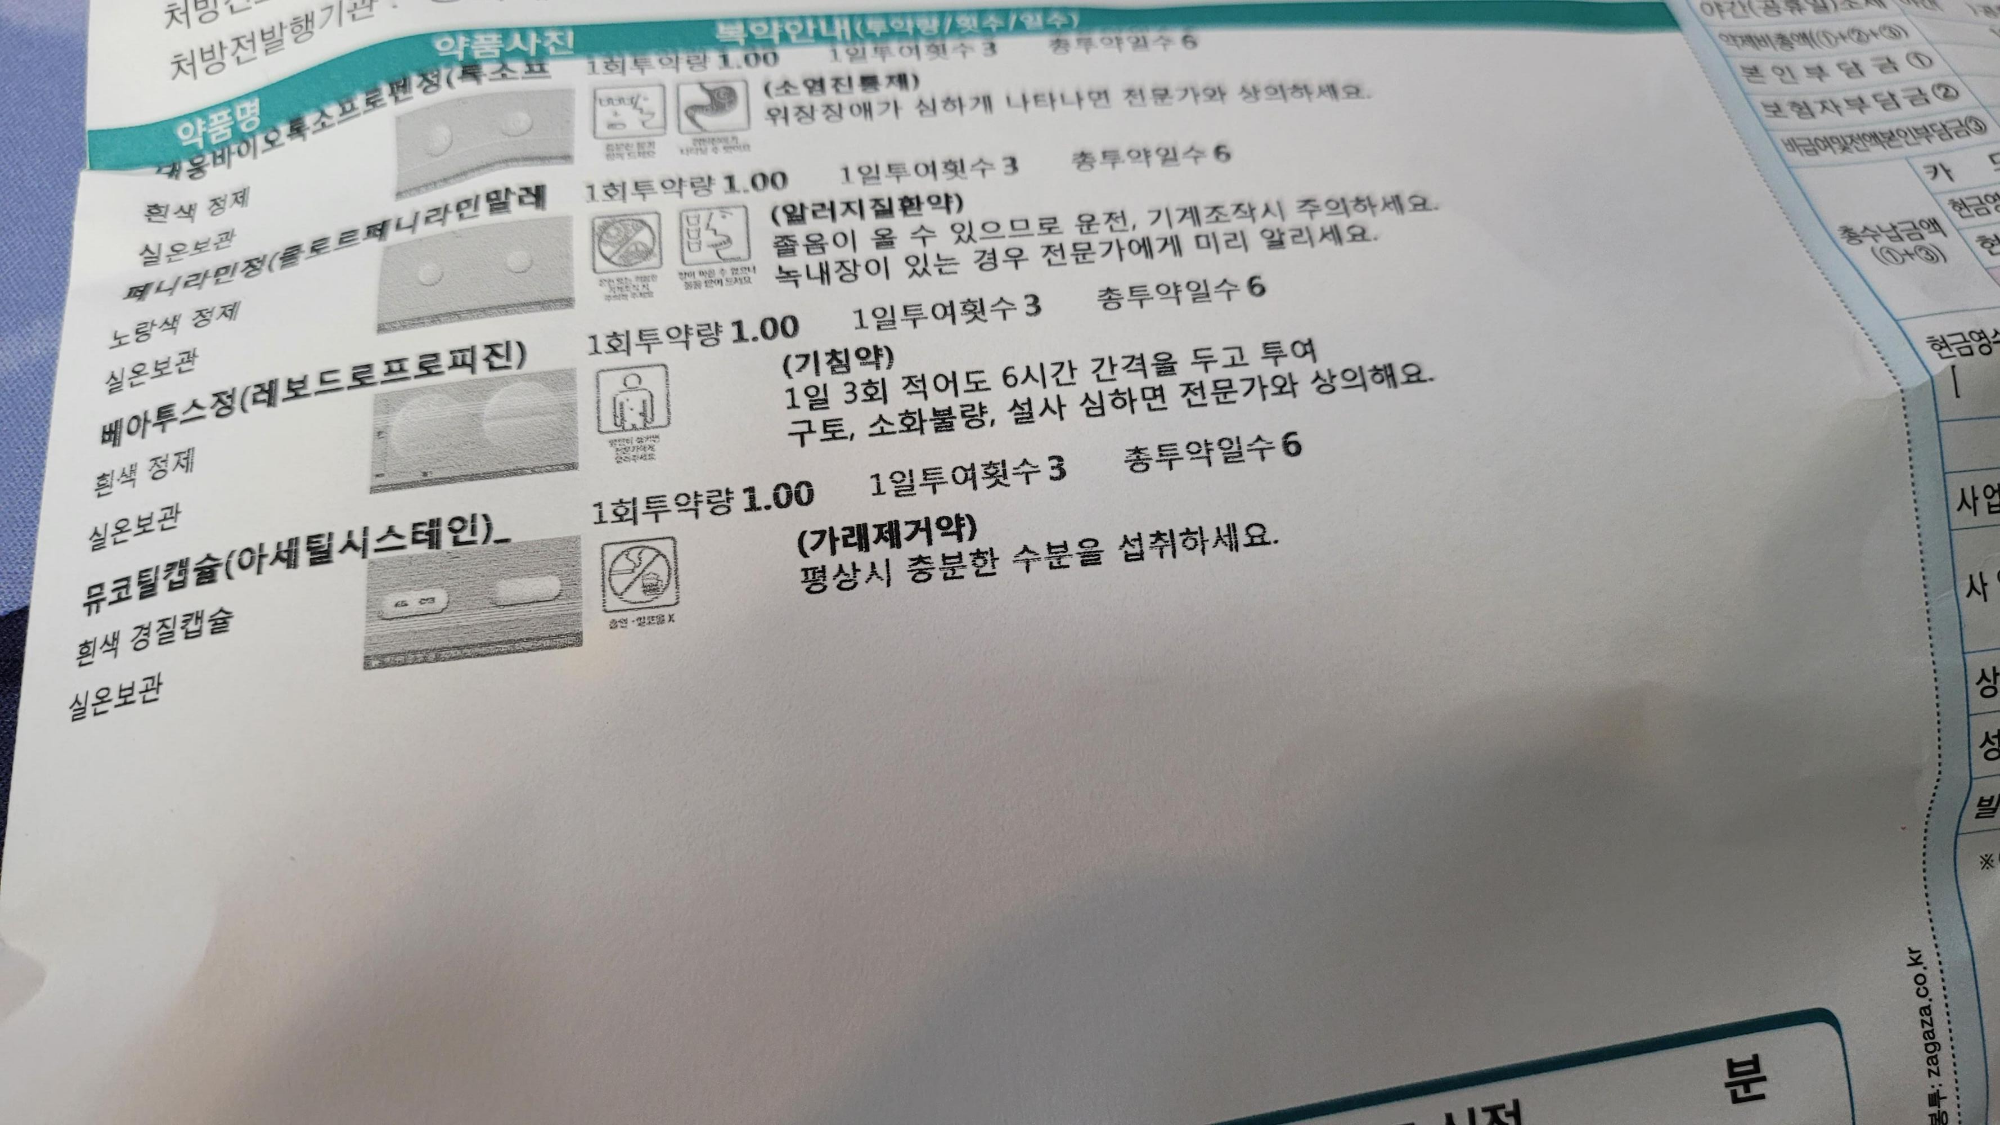 처방전발행기관 :
약품명 약품사진 복약안내(투약량/횟수/일수)
대웅바이오록소프로펜정(록소프
1회투약량 1.00 1일투여횟수 3 총투약일수 6
(소염진통제)
위장장애가 심하게 나타나면 전문가와 상의하세요.
흰색 정제
실온보관
페니라민정(클로르페니라민말레
1회투약량 1.00 1일투여횟수 3 총투약일수 6
(알러지질환약)
졸음이 올 수 있으므로 운전, 기계조작시 주의하세요.
녹내장이 있는 경우 전문가에게 미리 알리세요.
노랑색 정제
실온보관
베아투스정(레보드로프로피진)
1회투약량 1.00 1일투여횟수 3 총투약일수 6
(기침약)
1일 3회 적어도 6시간 간격을 두고 투여
구토, 소화불량, 설사 심하면 전문가와 상의해요.
흰색 정제
실온보관
뮤코틸캡슐(아세틸시스테인)_
1회투약량 1.00 1일투여횟수 3 총투약일수 6
(가래제거약)
평상시 충분한 수분을 섭취하세요.
흰색 경질캡슐
실온보관
야간(공휴일)조제
약제비총액(①+②+③)
본인부담금 ①
보험자부담금 ②
비급여및전액본인부담금③
총수납금액
(①+③)
카
현금영
현
현금영수
사업
사
상
성
발
봉투; zagaza.co.kr
분